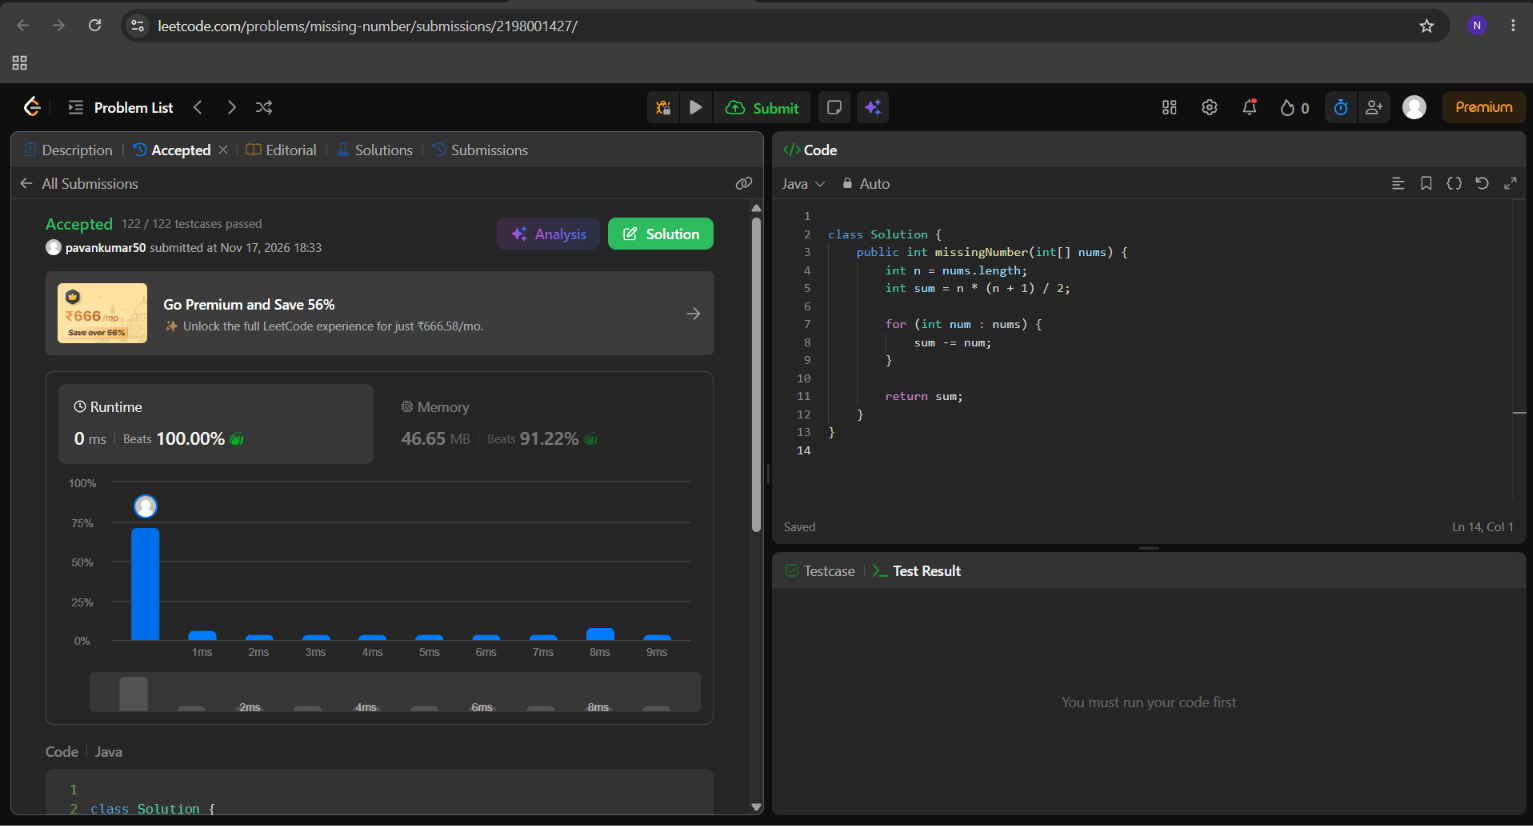 leetcode.com/problems/missing-number/submissions/2198001427/
N
Problem List
Submit
0
Premium
Description
Accepted
Editorial
Solutions
Submissions
All Submissions
Accepted 122 / 122 testcases passed
pavankumar50 submitted at Nov 17, 2026 18:33
Analysis
Solution
₹666 /mo
Save over 56%
Go Premium and Save 56%
✨ Unlock the full LeetCode experience for just ₹666.58/mo.
Runtime
0 ms Beats 100.00%
Memory
46.65 MB Beats 91.22%
100%
75%
50%
25%
0%
1ms 2ms 3ms 4ms 5ms 6ms 7ms 8ms 9ms
2ms 4ms 6ms 8ms
Code Java
1
2 class Solution {
</> Code
Java Auto
1
2 class Solution {
3     public int missingNumber(int[] nums) {
4         int n = nums.length;
5         int sum = n * (n + 1) / 2;
6
7         for (int num : nums) {
8             sum -= num;
9         }
10
11         return sum;
12     }
13 }
14
Saved
Ln 14, Col 1
Testcase
Test Result
You must run your code first